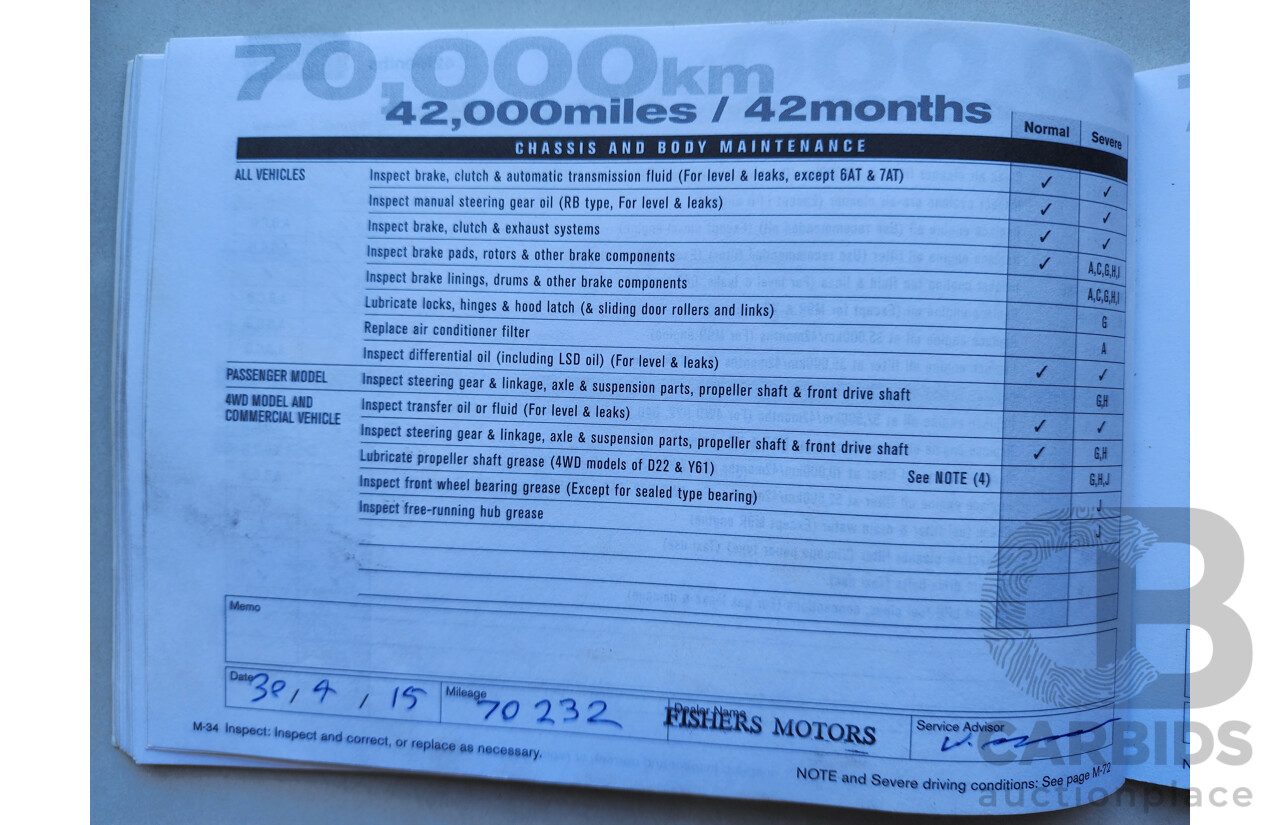 70,000km
42,000miles / 42months
Normal Severe
CHASSIS AND BODY MAINTENANCE
ALL VEHICLES Inspect brake, clutch & automatic transmission fluid (For level & leaks, except 6AT & 7AT) ✓ ✓
Inspect manual steering gear oil (RB type, For level & leaks) ✓ ✓
Inspect brake, clutch & exhaust systems ✓ ✓
Inspect brake pads, rotors & other brake components ✓ A,C,G,H,I
Inspect brake linings, drums & other brake components A,C,G,H,I
Lubricate locks, hinges & hood latch (& sliding door rollers and links) G
Replace air conditioner filter A
Inspect differential oil (including LSD oil) (For level & leaks) ✓ ✓
PASSENGER MODEL Inspect steering gear & linkage, axle & suspension parts, propeller shaft & front drive shaft G,H
4WD MODEL AND COMMERCIAL VEHICLE Inspect transfer oil or fluid (For level & leaks) ✓ ✓
Inspect steering gear & linkage, axle & suspension parts, propeller shaft & front drive shaft ✓ G,H
Lubricate propeller shaft grease (4WD models of D22 & Y61) See NOTE (4) G,H,J
Inspect front wheel bearing grease (Except for sealed type bearing) J
Inspect free-running hub grease J
Memo
Date 30/4/15 Mileage 70232 Dealer Name FISHERS MOTORS Service Advisor
M-34 Inspect: Inspect and correct, or replace as necessary.
NOTE and Severe driving conditions: See page M-72
CB
CARBIDS
auctionplace